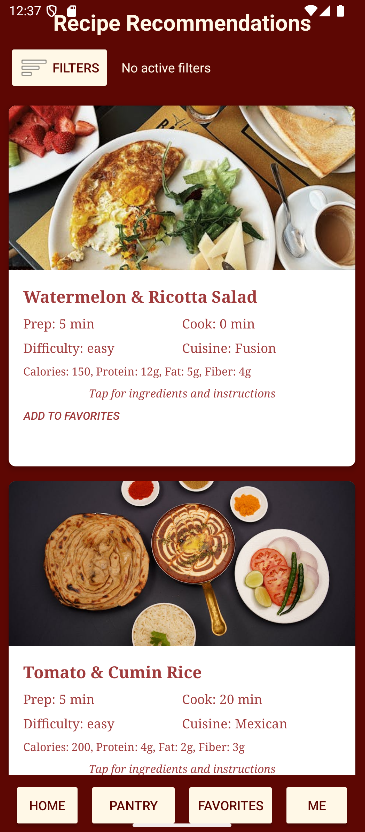 12:37
Recipe Recommendations
FILTERS No active filters
Watermelon & Ricotta Salad
Prep: 5 min Cook: 0 min
Difficulty: easy Cuisine: Fusion
Calories: 150, Protein: 12g, Fat: 5g, Fiber: 4g
Tap for ingredients and instructions
ADD TO FAVORITES
Tomato & Cumin Rice
Prep: 5 min Cook: 20 min
Difficulty: easy Cuisine: Mexican
Calories: 200, Protein: 4g, Fat: 2g, Fiber: 3g
Tap for ingredients and instructions
HOME PANTRY FAVORITES ME